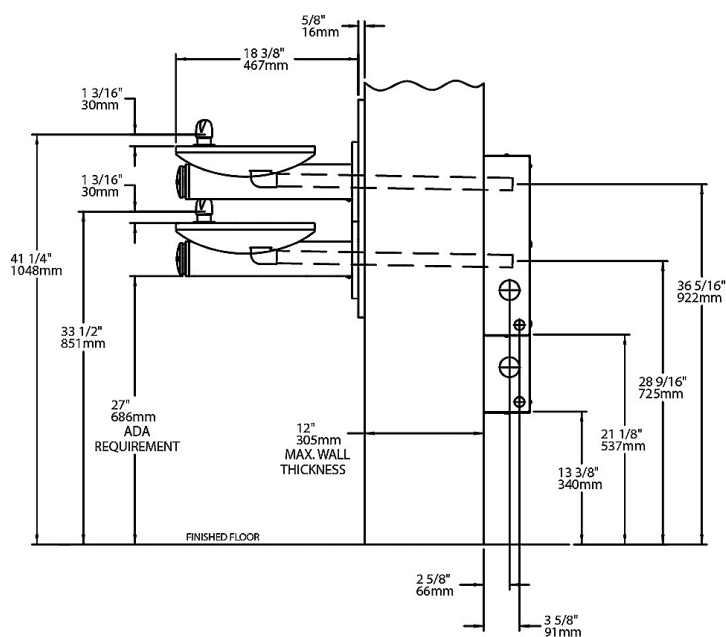 5/8"
16mm
18 3/8"
467mm
1 3/16"
30mm
1 3/16"
30mm
41 1/4"
1048mm
33 1/2"
851mm
27"
686mm
ADA
REQUIREMENT
12"
305mm
MAX. WALL
THICKNESS
36 5/16"
922mm
28 9/16"
725mm
21 1/8"
537mm
13 3/8"
340mm
FINISHED FLOOR
2 5/8"
66mm
3 5/8"
91mm